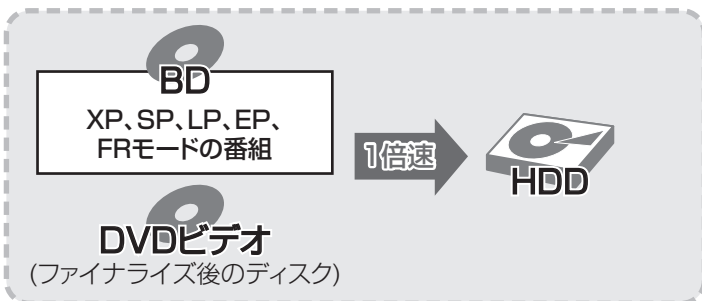 BD
XP、SP、LP、EP、
FRモードの番組
1倍速
HDD
DVDビデオ
(ファイナライズ後のディスク)